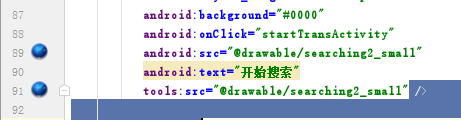 87 android:background="#0000"
88 android:onClick="startTransActivity"
89 android:src="@drawable/searching2_small"
90 android:text="开始搜索"
91 tools:src="@drawable/searching2_small" />
92